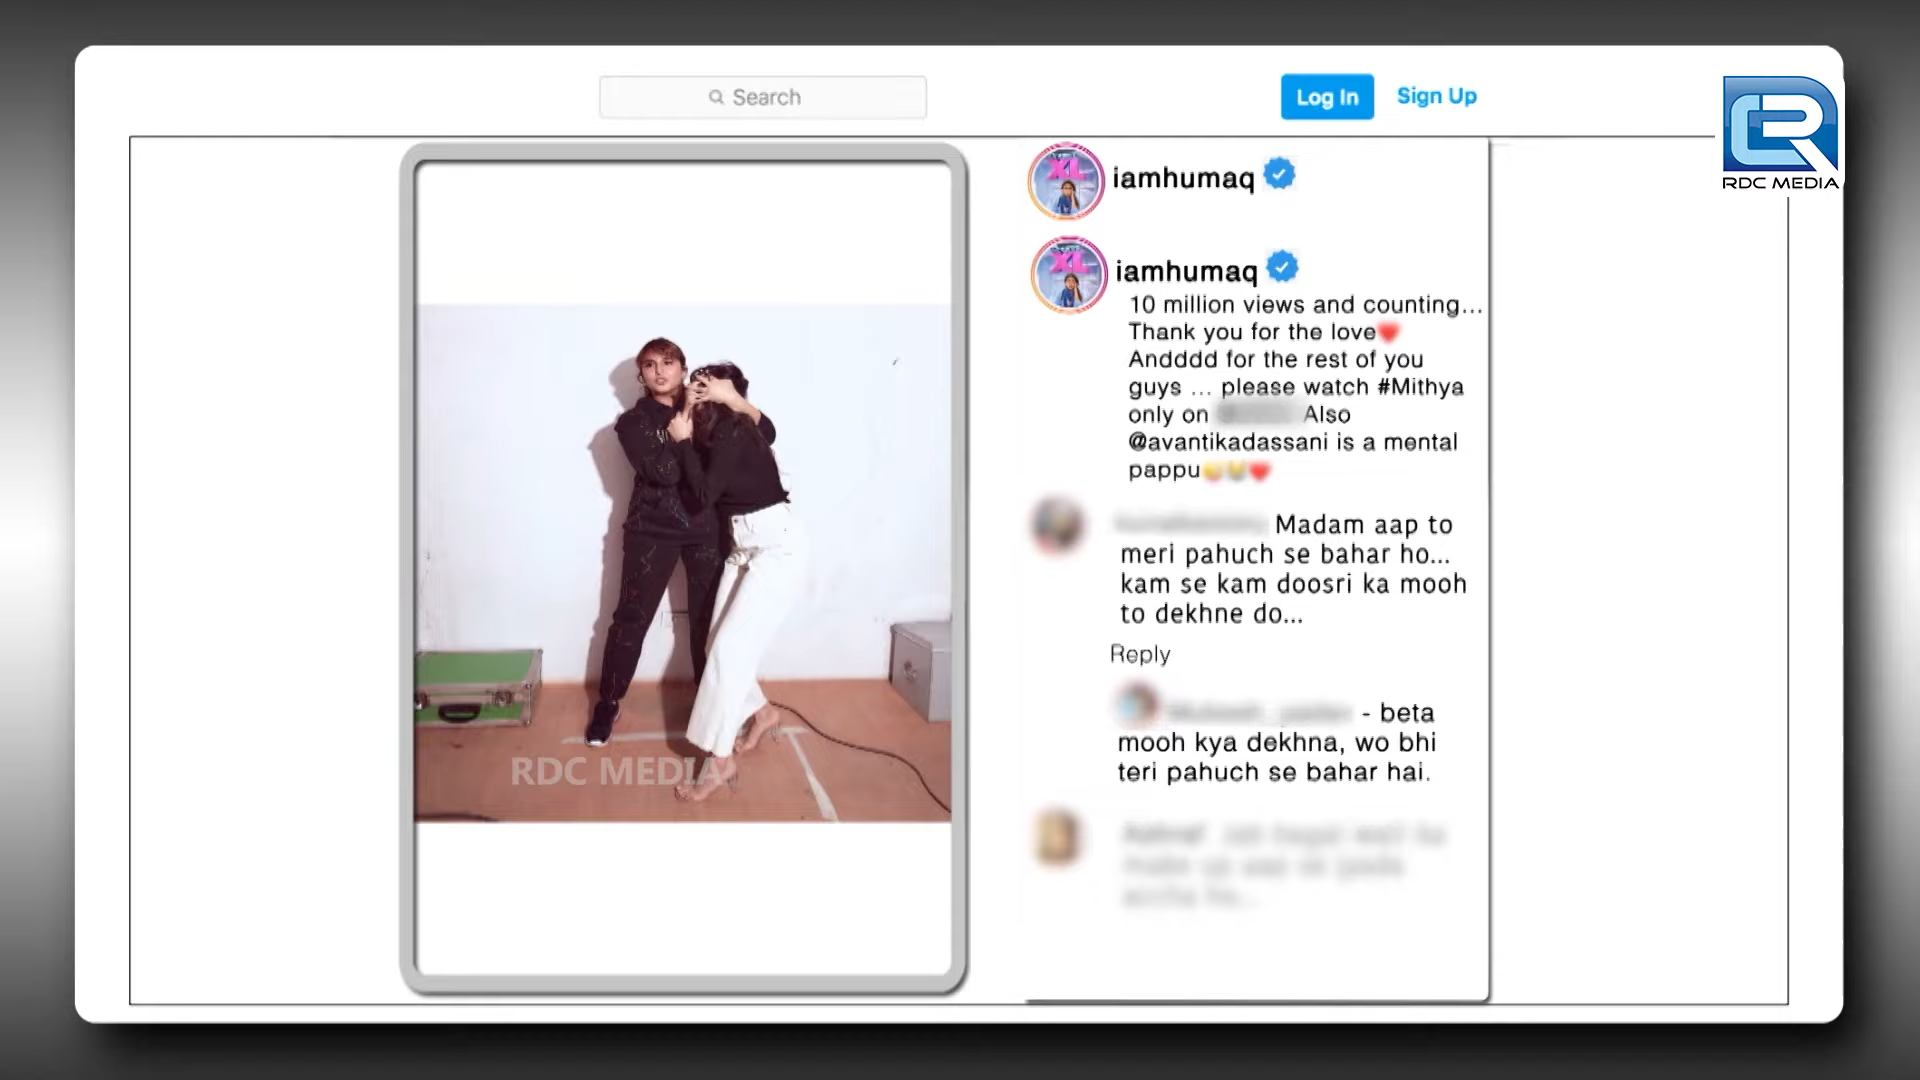 Search
Log In
Sign Up
RDC MEDIA
XL
iamhumaq
XL
iamhumaq
10 million views and counting...
Thank you for the love❤️
Andddd for the rest of you
guys ... please watch #Mithya
only on Also
@avantikadassani is a mental
pappu
Madam aap to
meri pahuch se bahar ho...
kam se kam doosri ka mooh
to dekhne do...
Reply
- beta
mooh kya dekhna, wo bhi
teri pahuch se bahar hai.
RDC MEDIA